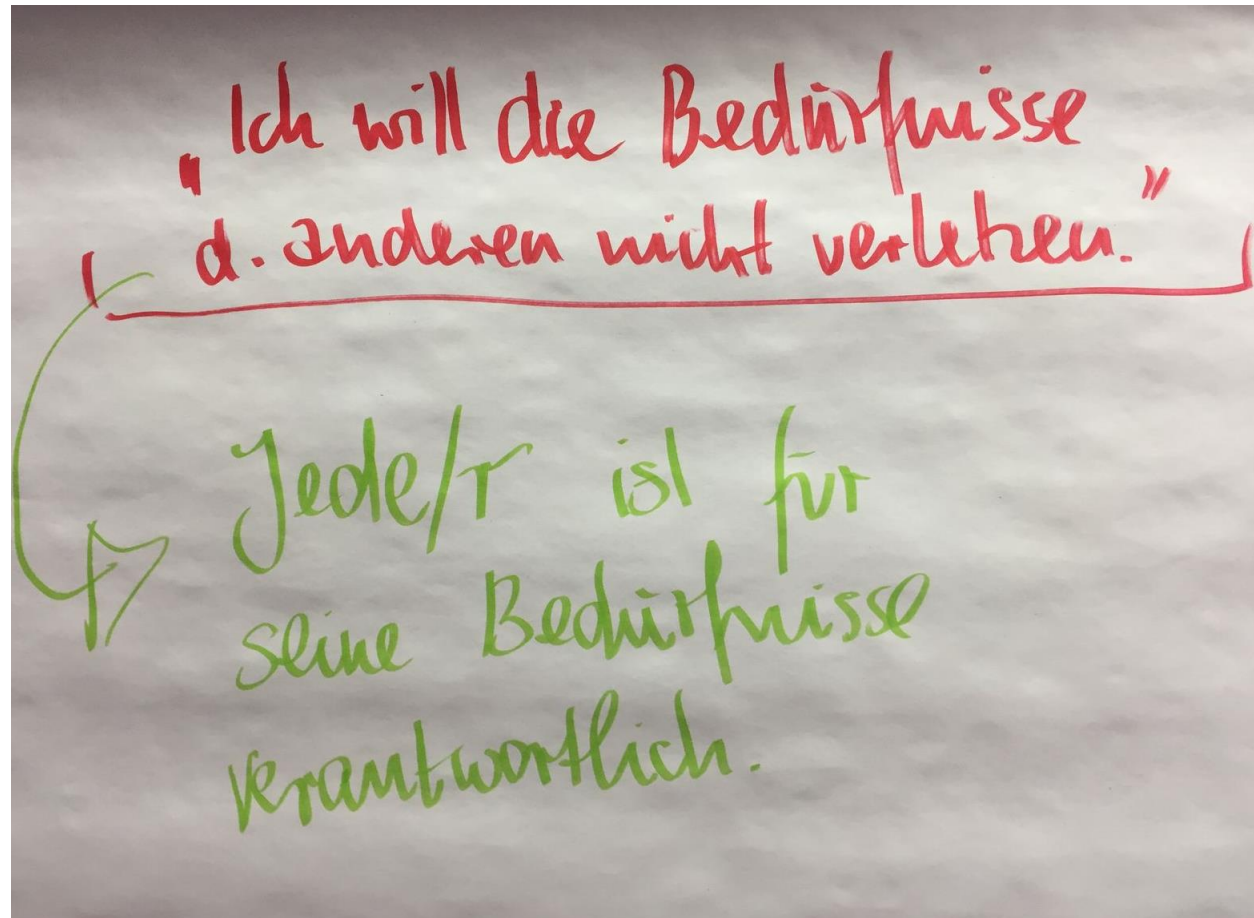 „Ich will die Bedürfnisse
d. anderen nicht verletzen."
Jede/r ist für
seine Bedürfnisse
verantwortlich.